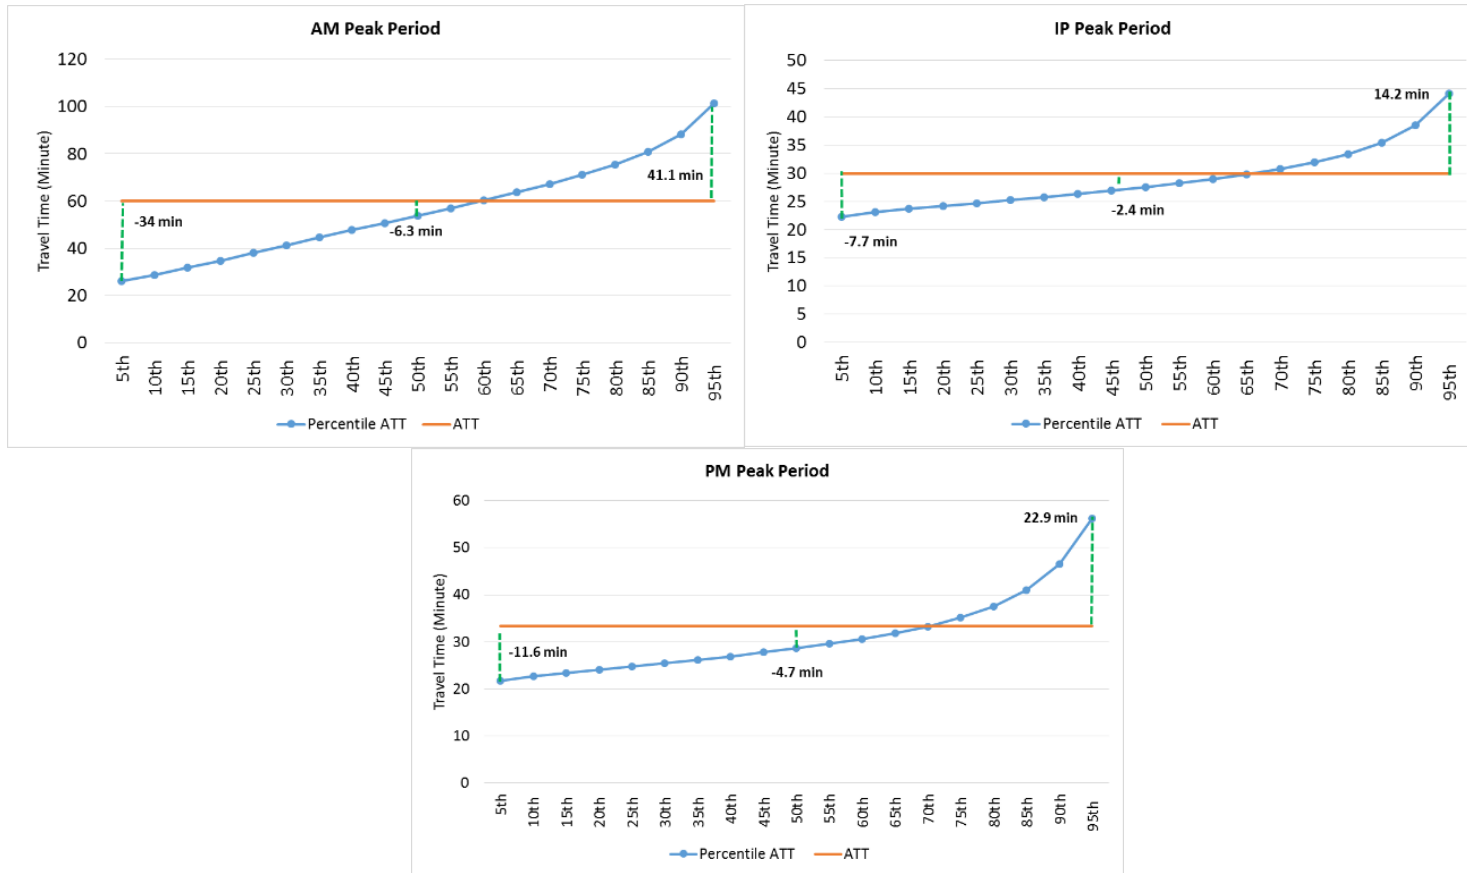 AM Peak Period
Travel Time (Minute)
120
100
80
60
40
20
0
-34 min
-6.3 min
41.1 min
5th
10th
15th
20th
25th
30th
35th
40th
45th
50th
55th
60th
65th
70th
75th
80th
85th
90th
95th
Percentile ATT
ATT
IP Peak Period
Travel Time (Minute)
50
45
40
35
30
25
20
15
10
5
0
-7.7 min
-2.4 min
14.2 min
5th
10th
15th
20th
25th
30th
35th
40th
45th
50th
55th
60th
65th
70th
75th
80th
85th
90th
95th
Percentile ATT
ATT
PM Peak Period
Travel Time (Minute)
60
50
40
30
20
10
0
-11.6 min
-4.7 min
22.9 min
5th
10th
15th
20th
25th
30th
35th
40th
45th
50th
55th
60th
65th
70th
75th
80th
85th
90th
95th
Percentile ATT
ATT